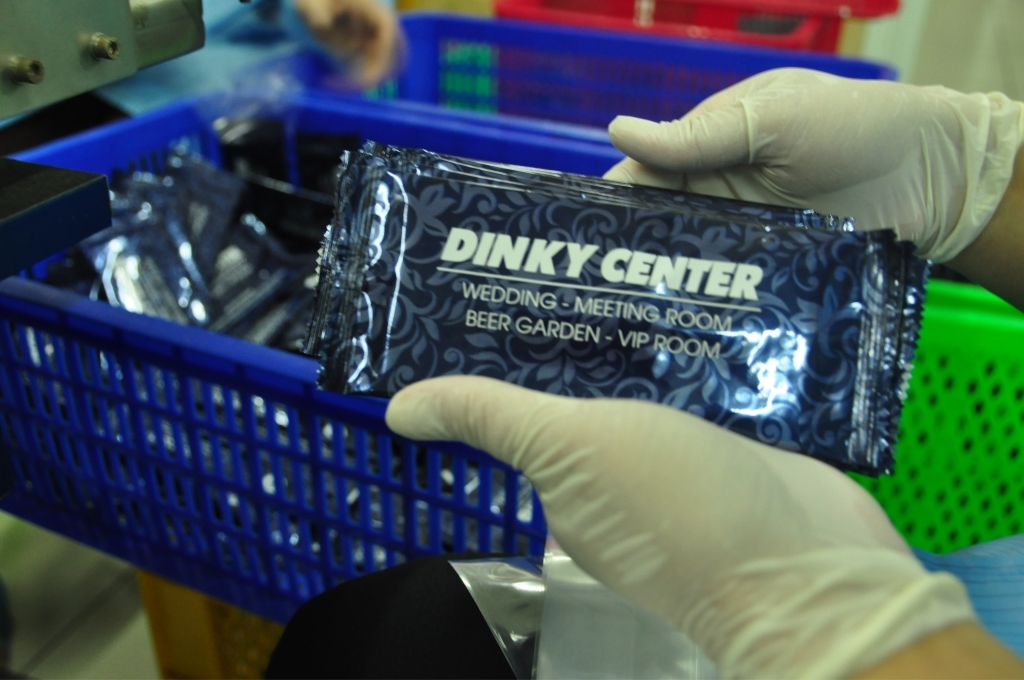 DINKY CENTER
WEDDING - MEETING ROOM
BEER GARDEN - VIP ROOM